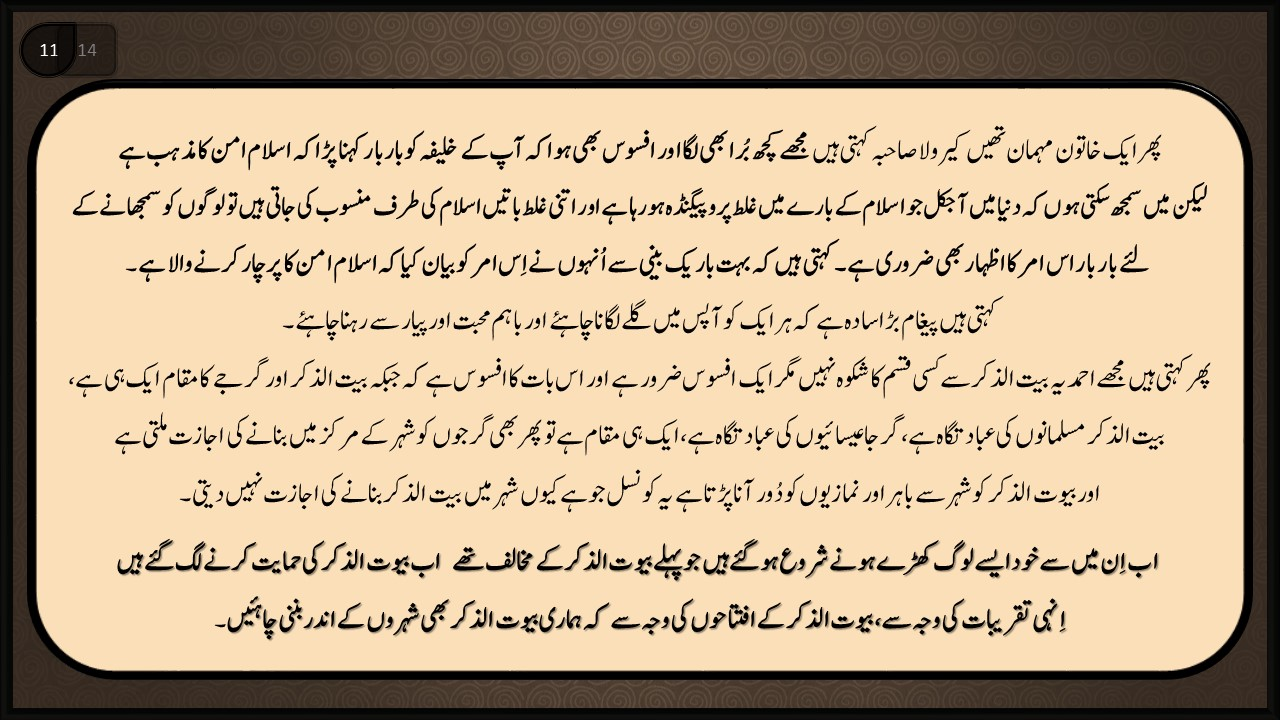 11 14
پھر ایک خاتون مہمان تھیں کیرولا صاحبہ کہتی ہیں مجھے کچھ بُرا بھی لگا اور افسوس بھی ہوا کہ آپ کے خلیفہ کو بار بار کہنا پڑا کہ اسلام امن کا مذہب ہے
لیکن میں سمجھ سکتی ہوں کہ دنیا میں آجکل جو اسلام کے بارے میں غلط پروپیگنڈہ ہو رہا ہے اور اتنی غلط باتیں اسلام کی طرف منسوب کی جاتی ہیں تو لوگوں کو سمجھانے کے
لئے بار بار اس امر کا اظہار بھی ضروری ہے۔ کہتی ہیں کہ بہت باریک بینی سے اُنہوں نے اِس امر کو بیان کیا کہ اسلام امن کا پرچار کرنے والا ہے۔
کہتی ہیں پیغام بڑا سادہ ہے کہ ہر ایک کو آپس میں گلے لگانا چاہئے اور باہم محبت اور پیار سے رہنا چاہئے۔
پھر کہتی ہیں مجھے احمدیہ بیت الذکر سے کسی قسم کا شکوہ نہیں مگر ایک افسوس ضرور ہے اور اس بات کا افسوس ہے کہ جبکہ بیت الذکر اور گرجے کا مقام ایک ہی ہے،
بیت الذکر مسلمانوں کی عبادتگاہ ہے، گرجا عیسائیوں کی عبادتگاہ ہے، ایک ہی مقام ہے تو پھر بھی گرجوں کو شہر کے مرکز میں بنانے کی اجازت ملتی ہے
اور بیوت الذکر کو شہر سے باہر اور نمازیوں کو دُور آنا پڑتا ہے یہ کونسل جو ہے کیوں شہر میں بیت الذکر بنانے کی اجازت نہیں دیتی۔
اب اِن میں سے خود ایسے لوگ کھڑے ہونے شروع ہو گئے ہیں جو پہلے بیوت الذکر کے مخالف تھے اب بیوت الذکر کی حمایت کرنے لگ گئے ہیں
اِنہی تقریبات کی وجہ سے، بیوت الذکر کے افتتاحوں کی وجہ سے کہ ہماری بیوت الذکر بھی شہروں کے اندر بننی چاہئیں۔